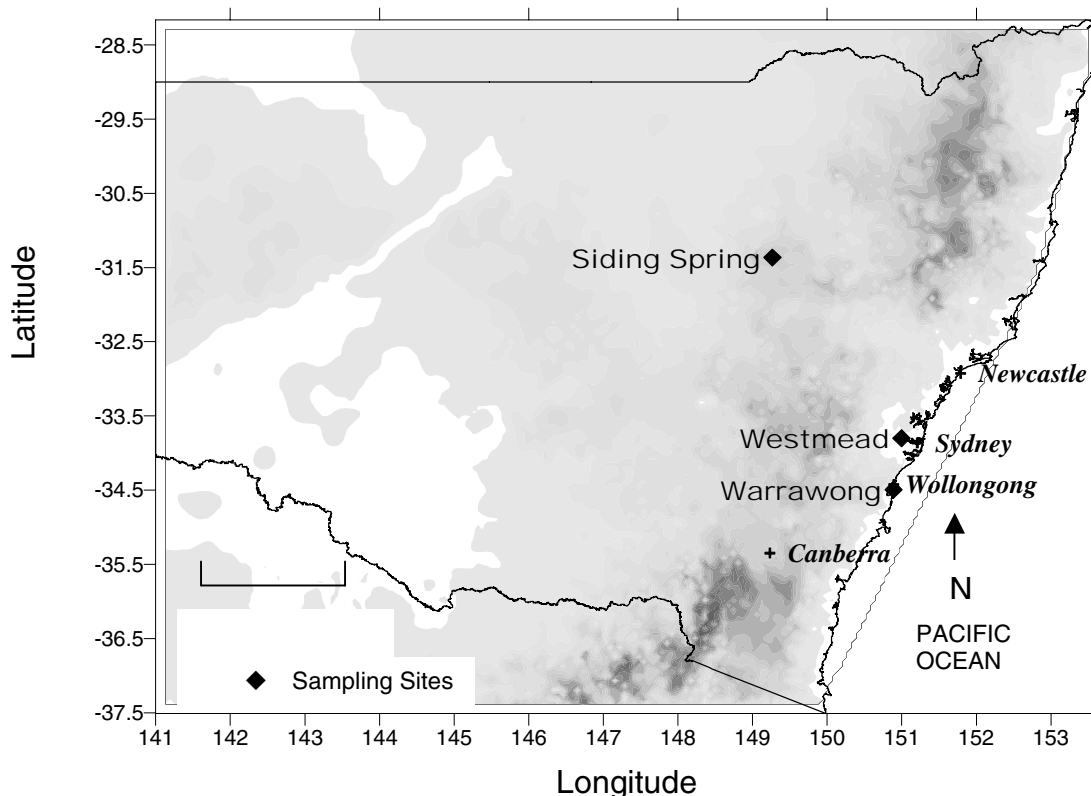 -28.5
-29.5
-30.5
Siding Spring
-31.5
Latitude
-32.5
Newcastle
-33.5
Westmead
Sydney
-34.5
Warrawong
Wollongong
-35.5
Canberra
N
-36.5
PACIFIC
OCEAN
Sampling Sites
-37.5
141 142 143 144 145 146 147 148 149 150 151 152 153
Longitude